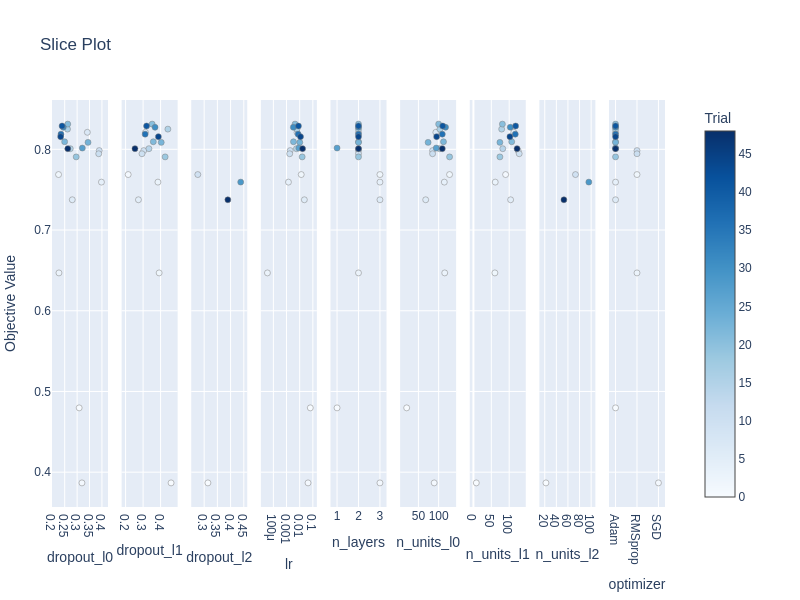 Slice Plot
Trial
Objective Value
0.8
0.7
0.6
0.5
0.4
0.2 0.25 0.3 0.35 0.4
0.2 0.3 0.4
0.3 0.35 0.4 0.45
100μ 0.001 0.01 0.1
1 2 3
50 100
0 50 100
20 40 60 80 100
Adam RMSprop SGD
dropout_l0
dropout_l1
dropout_l2
lr
n_layers
n_units_l0
n_units_l1
n_units_l2
optimizer
45
40
35
30
25
20
15
10
5
0